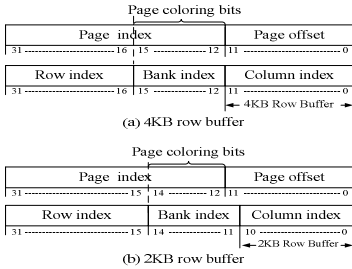 Page coloring bits
Page index Page offset
31 16 15 12 11 0
Row index Bank index Column index
31 16 15 12 11 0
4KB Row Buffer
(a) 4KB row buffer
Page coloring bits
Page index Page offset
31 15 14 12 11 0
Row index Bank index Column index
31 15 14 11 10 0
2KB Row Buffer
(b) 2KB row buffer